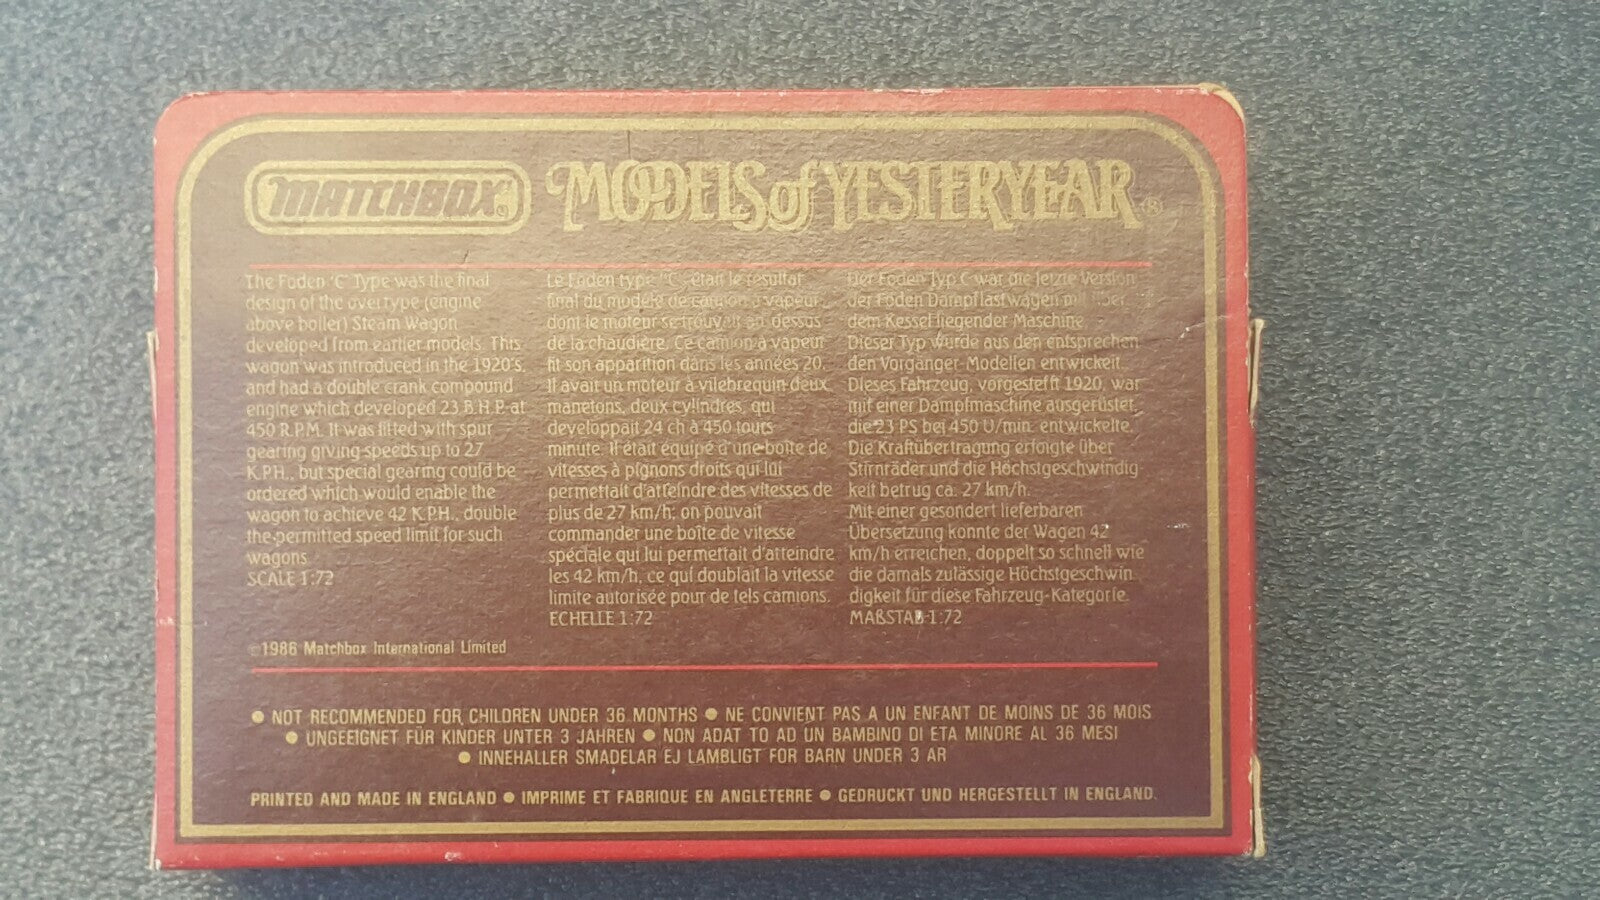 MATCHBOX®
MODELS of YESTERYEAR®
The Foden "C" Type was the final
design of the overtype (engine
above boiler) Steam Wagon
developed from earlier models. This
wagon was introduced in the 1920's,
and had a double crank compound
engine which developed 23 B.H.P. at
450 R.P.M. It was fitted with spur
gearing giving speeds up to 27
K.P.H., but special gearing could be
ordered which would enable the
wagon to achieve 42 K.P.H., double
the permitted speed limit for such
wagons
SCALE 1:72
©1986 Matchbox International Limited
Le Foden type "C" était le résultat
final du modèle de camion à vapeur
dont le moteur se trouvait au-dessus
de la chaudière. Ce camion à vapeur
fit son apparition dans les années 20.
Il avait un moteur à vilebrequin deux
manetons, deux cylindres, qui
developpait 24 ch à 450 tours
minute. Il était équipé d'une boîte de
vitesses à pignons droits qui lui
permettait d'atteindre des vitesses de
plus de 27 km/h; on pouvait
commander une boîte de vitesse
spéciale qui lui permettait d'atteindre
les 42 km/h, ce qui doublait la vitesse
limite autorisée pour de tels camions.
ECHELLE 1:72
Der Foden Typ C war die letzte Version
der Foden Dampflastwagen mit über
dem Kessel liegender Maschine.
Dieser Typ wurde aus den entsprechen
den Vorgänger-Modellen entwickelt.
Dieses Fahrzeug, vorgestellt 1920, war
mit einer Dampfmaschine ausgerüstet,
die 23 PS bei 450 U/min. entwickelte.
Die Kraftübertragung erfolgte über
Stirnräder und die Höchstgeschwindig-
keit betrug ca. 27 km/h.
Mit einer gesondert lieferbaren
Übersetzung konnte der Wagen 42
km/h erreichen, doppelt so schnell wie
die damals zulässige Höchstgeschwin
digkeit für diese Fahrzeug-Kategorie.
MAßSTAB 1:72
● NOT RECOMMENDED FOR CHILDREN UNDER 36 MONTHS ● NE CONVIENT PAS A UN ENFANT DE MOINS DE 36 MOIS
● UNGEEIGNET FÜR KINDER UNTER 3 JAHREN ● NON ADAT TO AD UN BAMBINO DI ETA MINORE AL 36 MESI
● INNEHALLER SMADELAR EJ LAMBLIGT FOR BARN UNDER 3 AR
PRINTED AND MADE IN ENGLAND ● IMPRIME ET FABRIQUE EN ANGLETERRE ● GEDRUCKT UND HERGESTELLT IN ENGLAND.